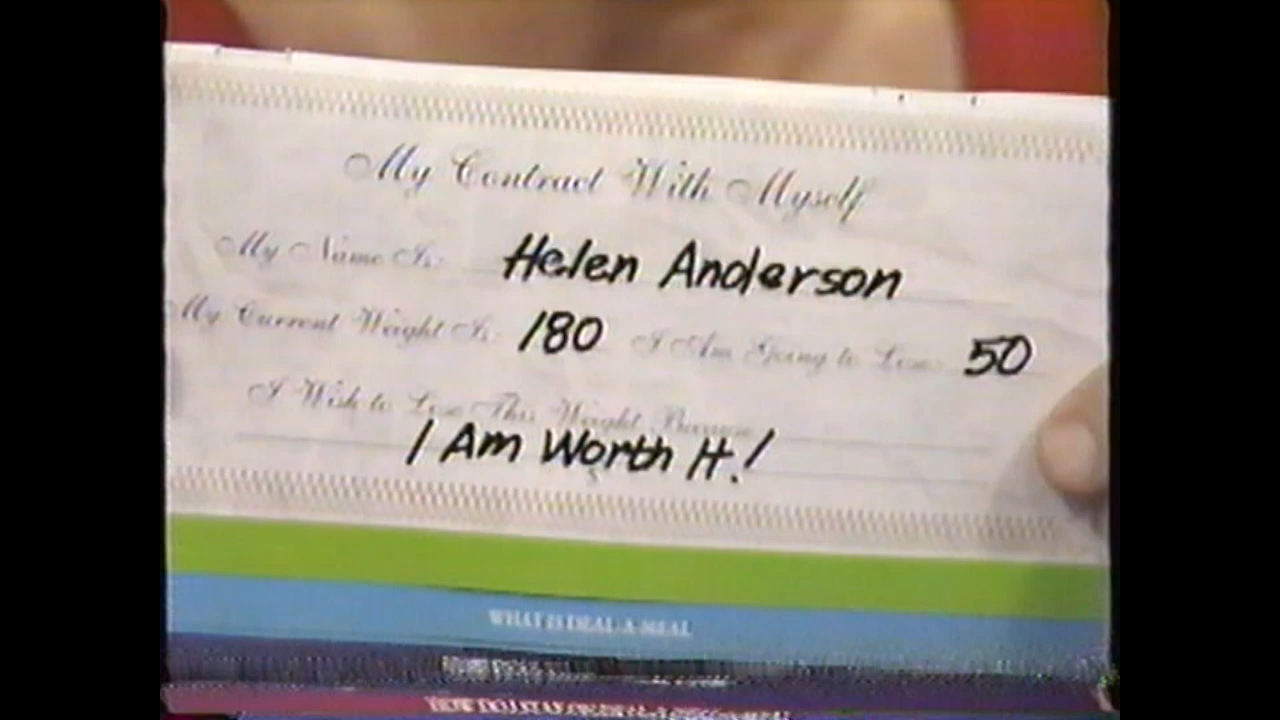 My Contract With Myself
My Name Is: Helen Anderson
My Current Weight Is: 180 I Am Going to Lose: 50
I Wish to Lose This Weight Because
I Am Worth It!
WHAT IS DEAL-A-MEAL